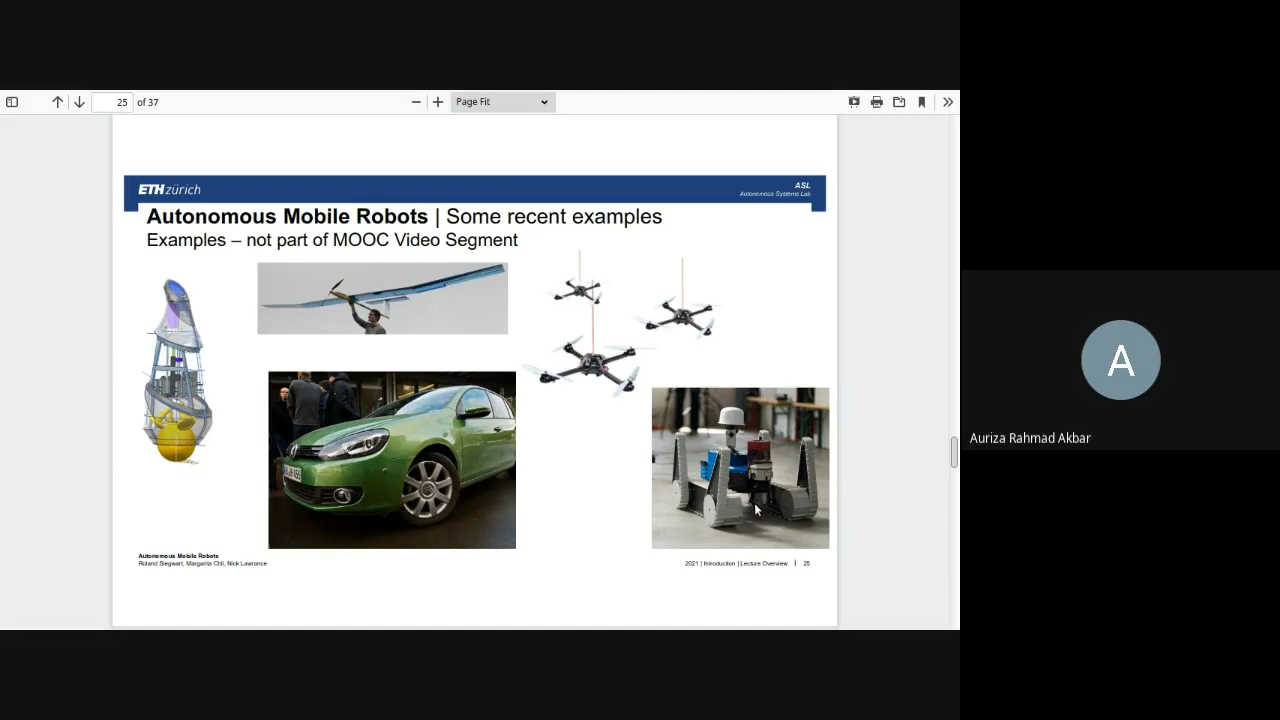 25 of 37
Page Fit
ETH zürich
ASL
Autonomous Systems Lab
Autonomous Mobile Robots | Some recent examples
Examples – not part of MOOC Video Segment
Autonomous Mobile Robots
Roland Siegwart, Margarita Chli, Nick Lawrance
2021 | Introduction | Lecture Overview | 25
A
Auriza Rahmad Akbar